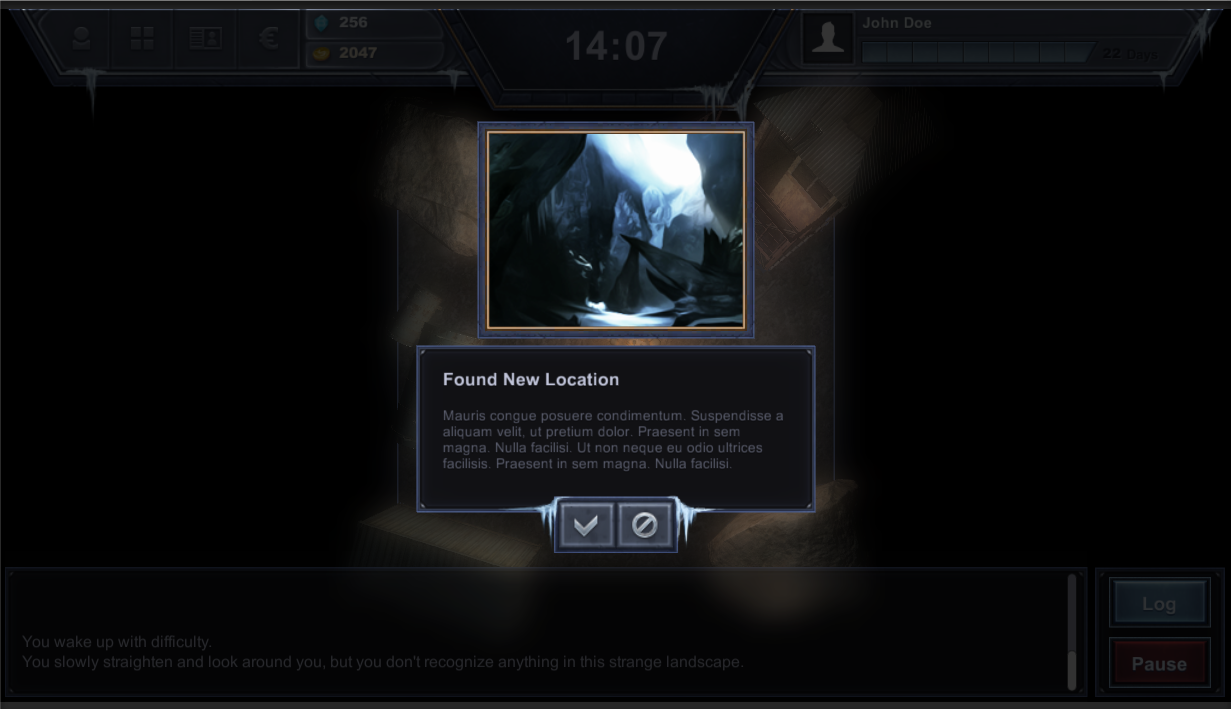 256
2047
14:07
John Doe
22 Days
Found New Location
Mauris congue posuere condimentum. Suspendisse a
aliquam velit, ut pretium dolor. Praesent in sem
magna. Nulla facilisi. Ut non neque eu odio ultrices
facilisis. Praesent in sem magna. Nulla facilisi.
You wake up with difficulty.
You slowly straighten and look around you, but you don't recognize anything in this strange landscape.
Log
Pause